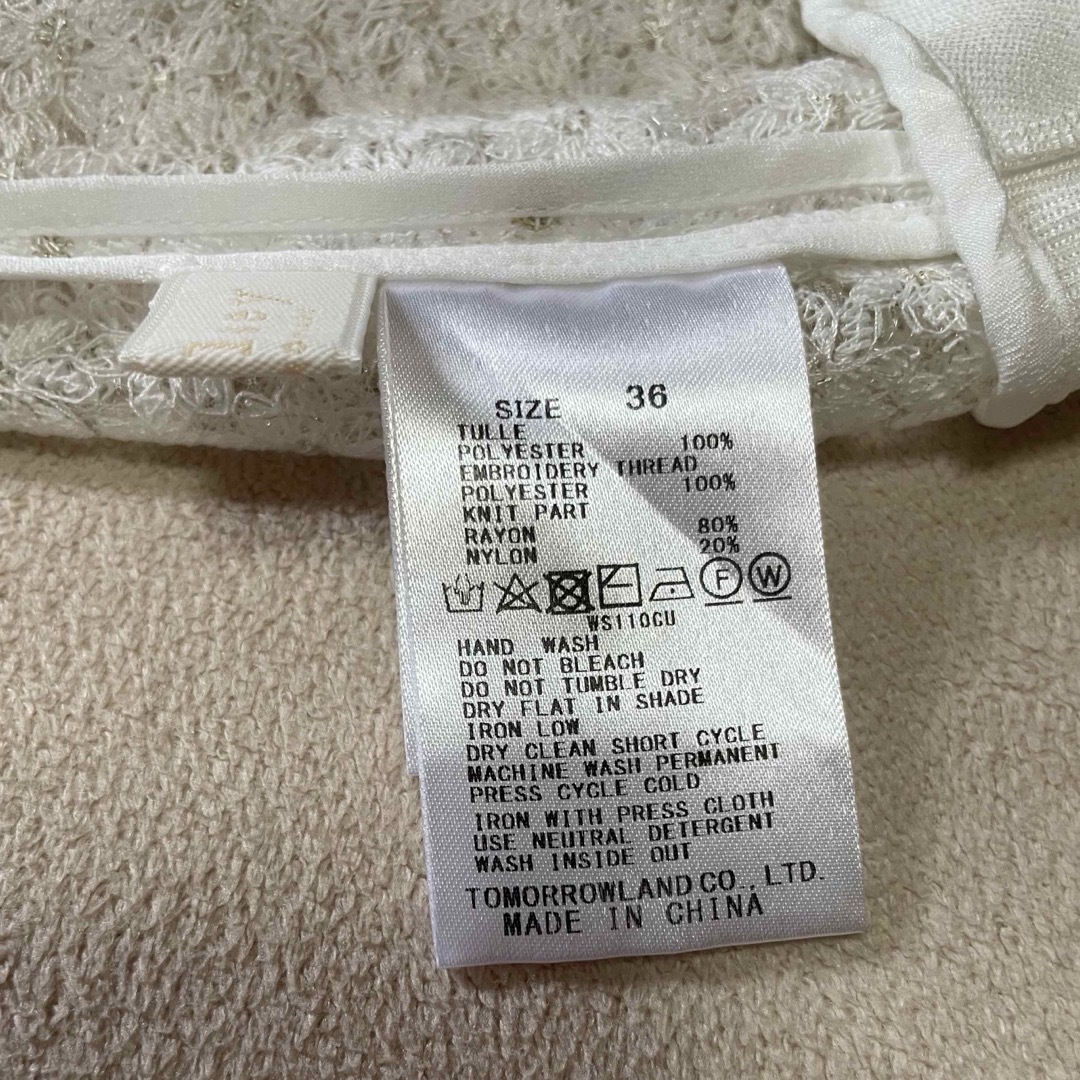 SIZE 36
TULLE
POLYESTER 100%
EMBROIDERY THREAD
POLYESTER 100%
KNIT PART
RAYON 80%
NYLON 20%
F W
WS110CU
HAND WASH
DO NOT BLEACH
DO NOT TUMBLE DRY
DRY FLAT IN SHADE
IRON LOW
DRY CLEAN SHORT CYCLE
MACHINE WASH PERMANENT
PRESS CYCLE COLD
IRON WITH PRESS CLOTH
USE NEUTRAL DETERGENT
WASH INSIDE OUT
TOMORROWLAND CO., LTD.
MADE IN CHINA